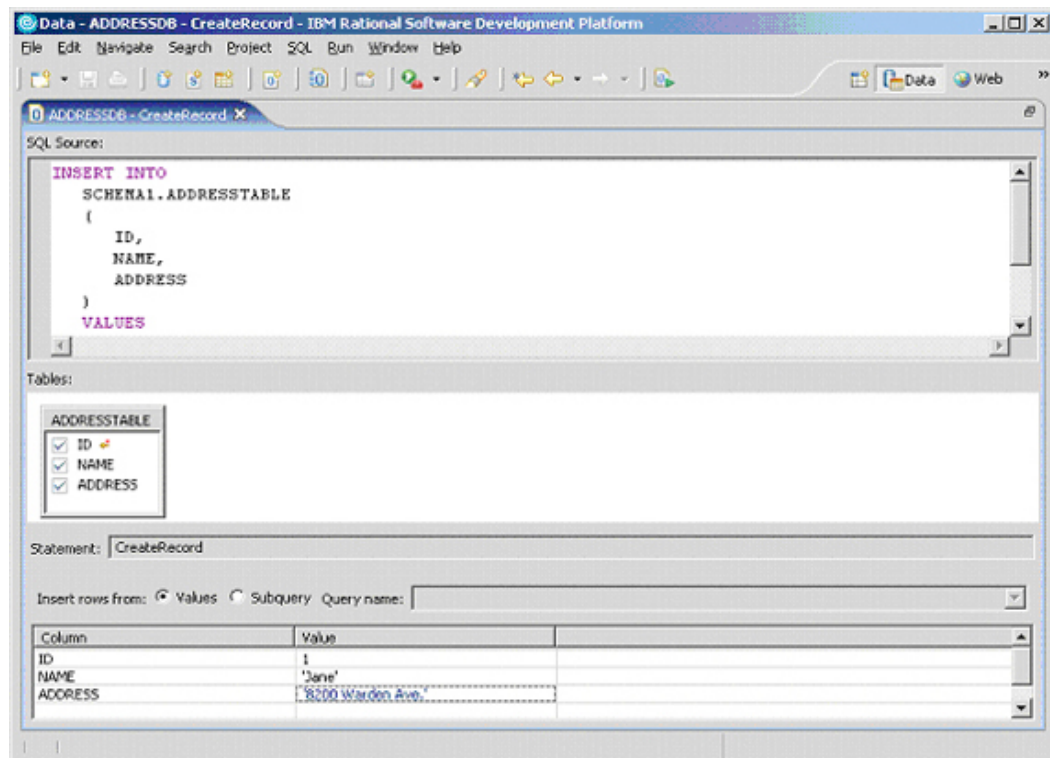 Data - ADDRESSDB - CreateRecord - IBM Rational Software Development Platform
File Edit Navigate Search Project SQL Run Window Help
Data Web »
ADDRESSDB - CreateRecord
SQL Source:
INSERT INTO
SCHEMA1.ADDRESSTABLE
(
ID,
NAME,
ADDRESS
)
VALUES
Tables:
ADDRESSTABLE
ID
NAME
ADDRESS
Statement: CreateRecord
Insert rows from: Values Subquery Query name:
Column Value
ID 1
NAME 'Jane'
ADDRESS '8200 Warden Ave.'